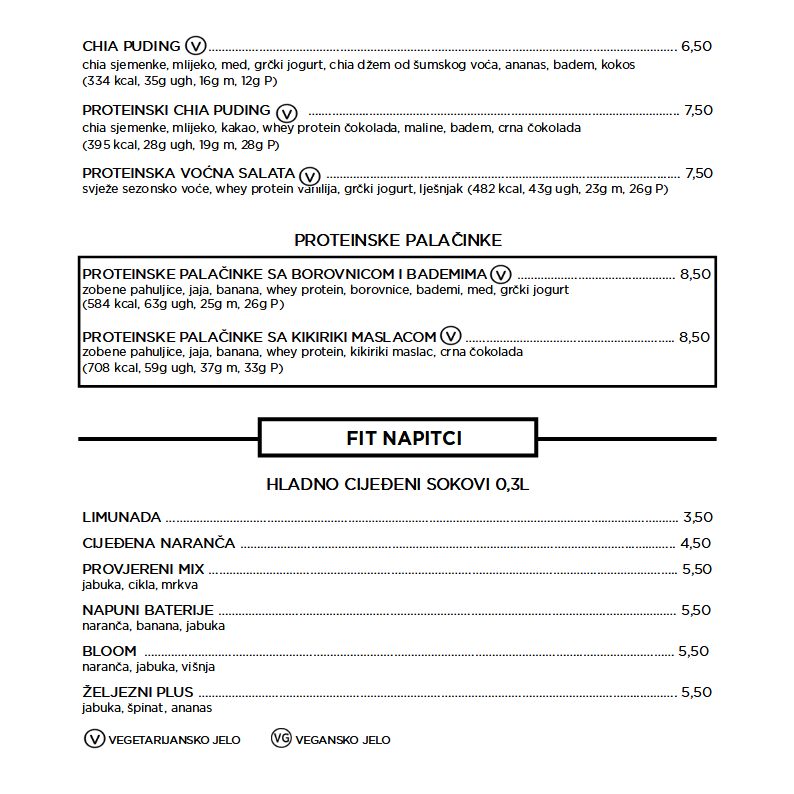 CHIA PUDING Ⓥ ........ 6,50
chia sjemenke, mlijeko, med, grčki jogurt, chia džem od šumskog voća, ananas, badem, kokos
(334 kcal, 35g ugh, 16g m, 12g P)
PROTEINSKI CHIA PUDING Ⓥ ........ 7,50
chia sjemenke, mlijeko, kakao, whey protein čokolada, maline, badem, crna čokolada
(395 kcal, 28g ugh, 19g m, 28g P)
PROTEINSKA VOĆNA SALATA Ⓥ ........ 7,50
svježe sezonsko voće, whey protein vanilija, grčki jogurt, lješnjak (482 kcal, 43g ugh, 23g m, 26g P)
PROTEINSKE PALAČINKE
PROTEINSKE PALAČINKE SA BOROVNICOM I BADEMIMA Ⓥ ........ 8,50
zobene pahuljice, jaja, banana, whey protein, borovnice, bademi, med, grčki jogurt
(584 kcal, 63g ugh, 25g m, 26g P)
PROTEINSKE PALAČINKE SA KIKIRIKI MASLACOM Ⓥ ........ 8,50
zobene pahuljice, jaja, banana, whey protein, kikiriki maslac, crna čokolada
(708 kcal, 59g ugh, 37g m, 33g P)
FIT NAPITCI
HLADNO CIJEĐENI SOKOVI 0,3L
LIMUNADA ........ 3,50
CIJEĐENA NARANČA ........ 4,50
PROVJERENI MIX ........ 5,50
jabuka, cikla, mrkva
NAPUNI BATERIJE ........ 5,50
naranča, banana, jabuka
BLOOM ........ 5,50
naranča, jabuka, višnja
ŽELJEZNI PLUS ........ 5,50
jabuka, špinat, ananas
Ⓥ VEGETARIJANSKO JELO VG VEGANSKO JELO